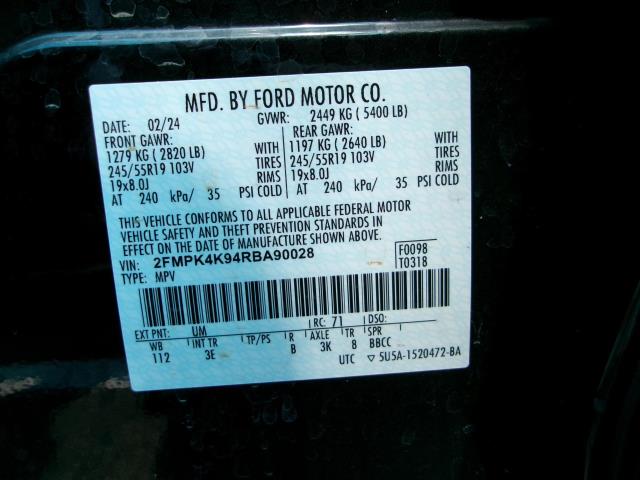 MFD. BY FORD MOTOR CO.
DATE: 02/24 GVWR: 2449 KG ( 5400 LB)
FRONT GAWR: REAR GAWR:
1279 KG ( 2820 LB) WITH 1197 KG ( 2640 LB) WITH
245/55R19 103V TIRES 245/55R19 103V TIRES
19x8.0J RIMS 19x8.0J RIMS
AT 240 kPa/ 35 PSI COLD AT 240 kPa/ 35 PSI COLD
THIS VEHICLE CONFORMS TO ALL APPLICABLE FEDERAL MOTOR
VEHICLE SAFETY AND THEFT PREVENTION STANDARDS IN
EFFECT ON THE DATE OF MANUFACTURE SHOWN ABOVE.
VIN: 2FMPK4K94RBA90028 F0098
TYPE: MPV T0318
EXT PNT: UM RC: 71 DSO:
WB INT TR TP/PS R AXLE TR SPR
112 3E B 3K 8 BBCC
UTC ▽ 5U5A-1520472-BA